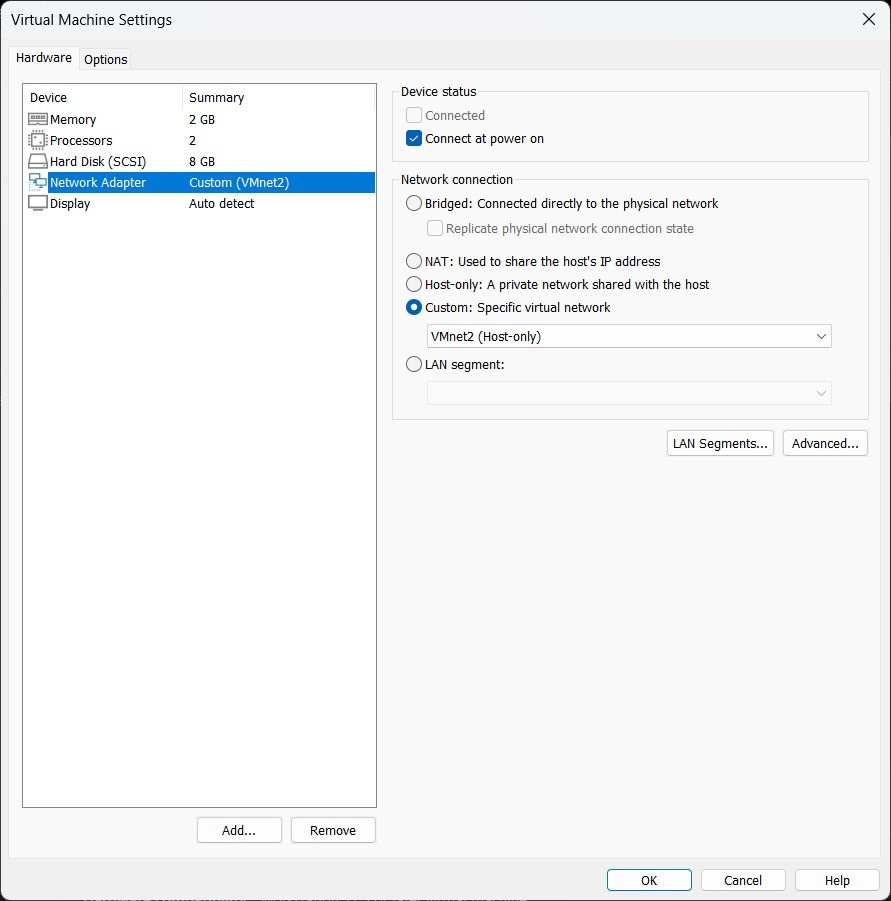 Virtual Machine Settings
Hardware
Options
Device Summary
Memory 2 GB
Processors 2
Hard Disk (SCSI) 8 GB
Network Adapter Custom (VMnet2)
Display Auto detect
Add...
Remove
Device status
Connected
Connect at power on
Network connection
Bridged: Connected directly to the physical network
Replicate physical network connection state
NAT: Used to share the host's IP address
Host-only: A private network shared with the host
Custom: Specific virtual network
VMnet2 (Host-only)
LAN segment:
LAN Segments...
Advanced...
OK
Cancel
Help